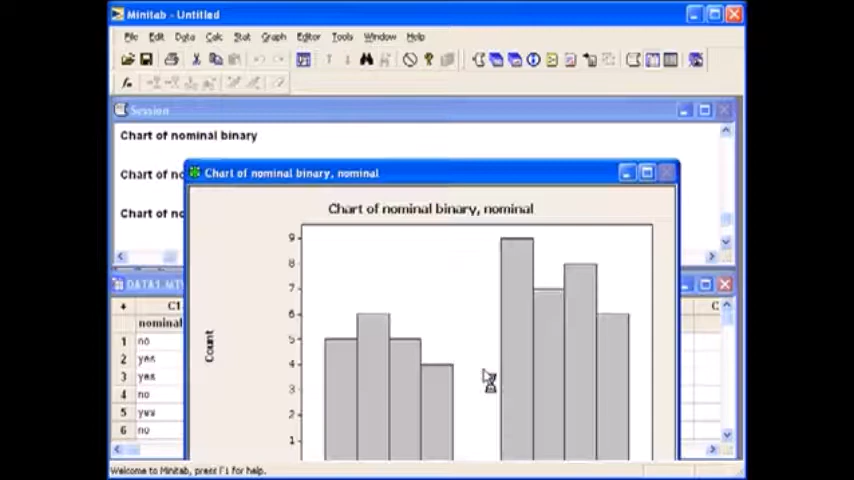 Minitab - Untitled
File Edit Data Calc Stat Graph Editor Tools Window Help
Session
Chart of nominal binary
Chart of no
Chart of no
Chart of nominal binary, nominal
Chart of nominal binary, nominal
9
8
7
6
5
4
3
2
1
Count
DATA1.MTW
C1
C
nominal
1 no
2 yes
3 yes
4 no
5 yes
6 no
Welcome to Minitab, press F1 for help.